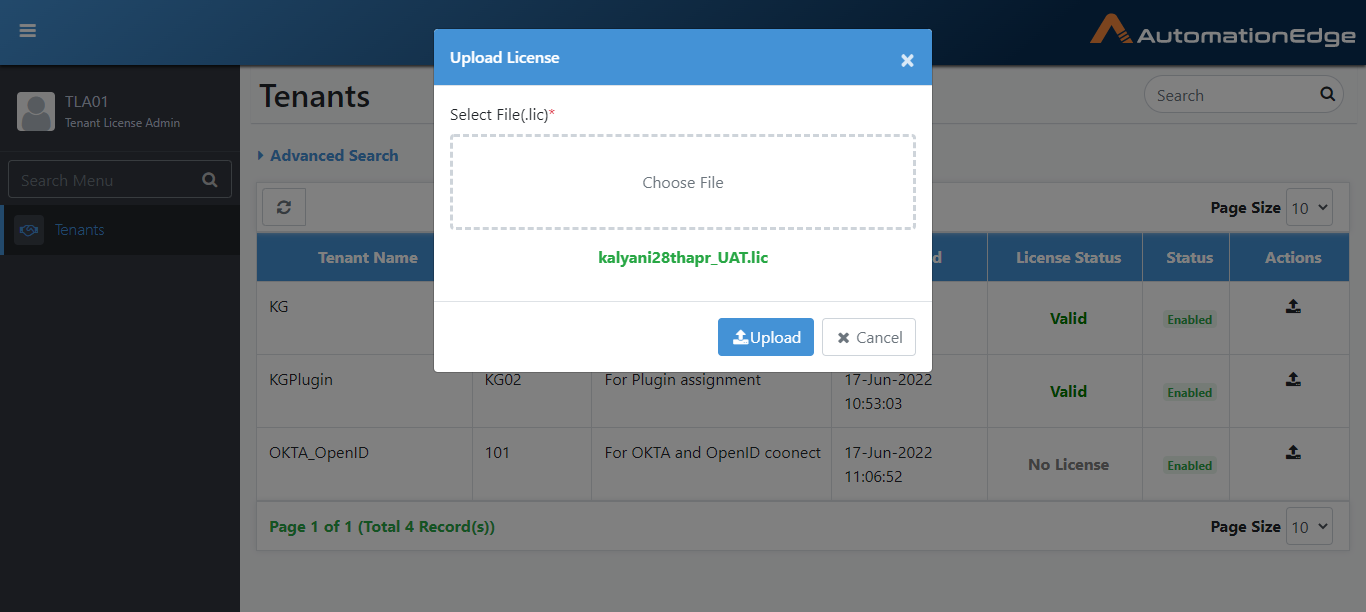 AutomationEdge
Upload License
×
TLA01
Tenant License Admin
Tenants
Search
Select File(.lic)*
Search Menu
Advanced Search
Choose File
Tenants
Page Size 10
kalyani28thapr_UAT.lic
Tenant Name d License Status Status Actions
KG Valid Enabled
Upload Cancel
KGPlugin KG02 For Plugin assignment 17-Jun-2022 Valid Enabled
10:53:03
OKTA_OpenID 101 For OKTA and OpenID coonect 17-Jun-2022 No License Enabled
11:06:52
Page 1 of 1 (Total 4 Record(s)) Page Size 10